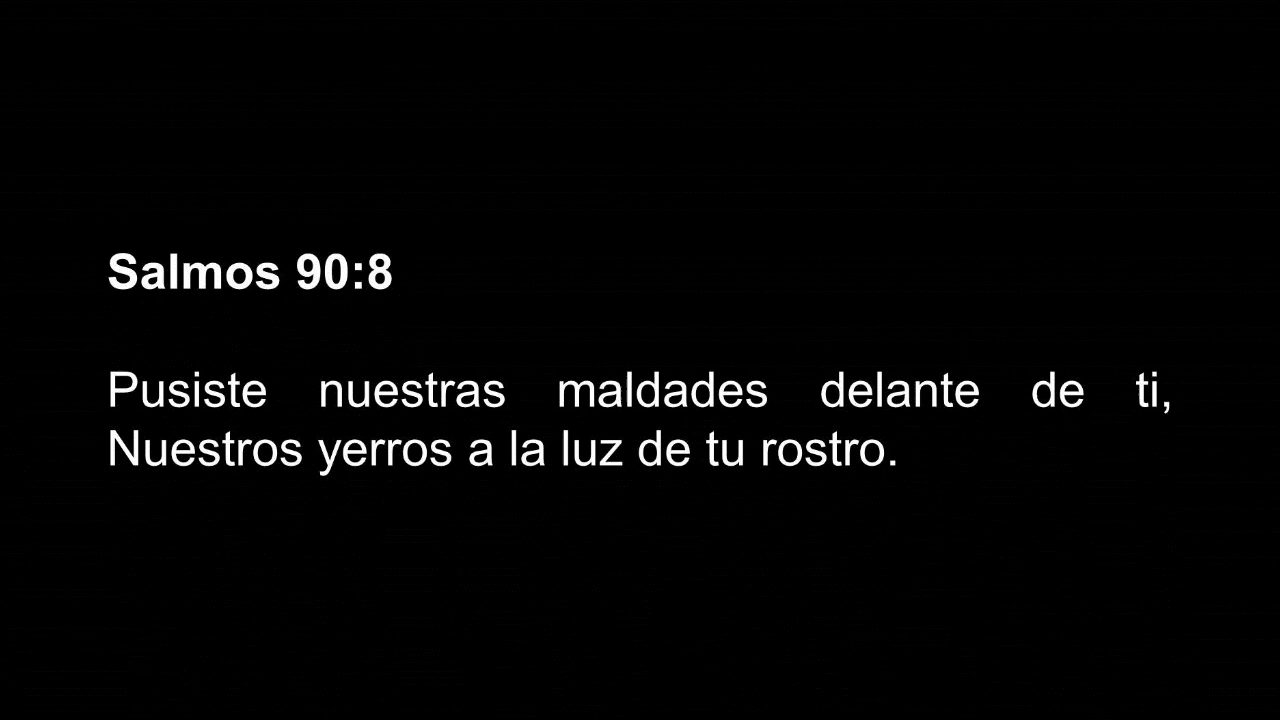 Salmos 90:8
Pusiste nuestras maldades delante de ti,
Nuestros yerros a la luz de tu rostro.